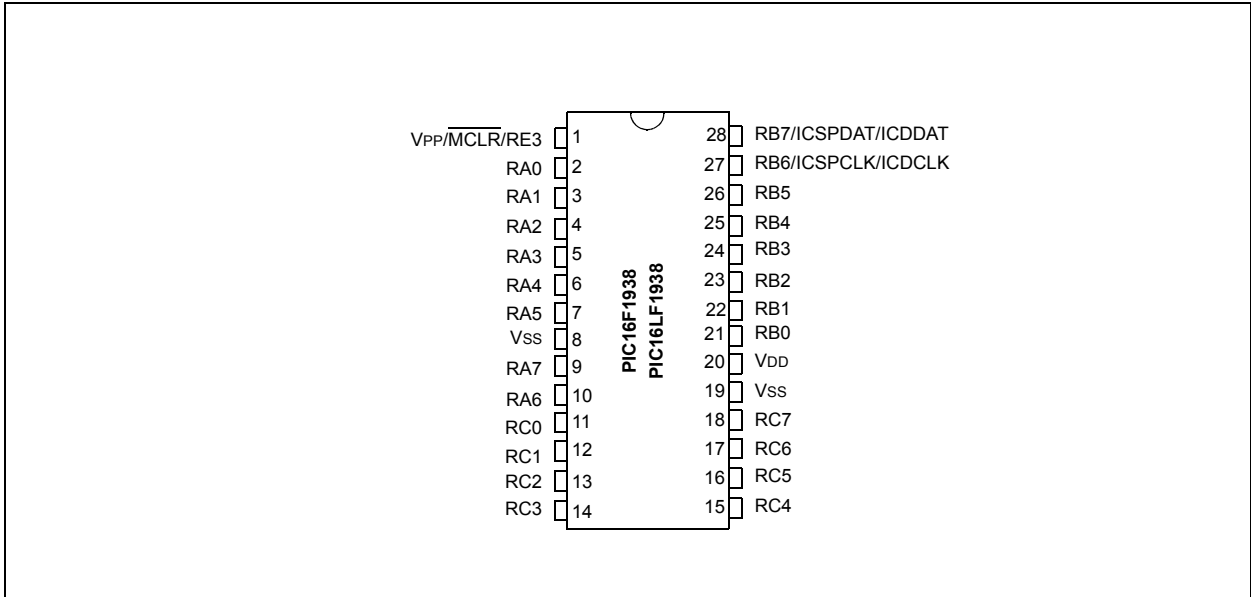 VPP/MCLR/RE3 1
RA0 2
RA1 3
RA2 4
RA3 5
RA4 6
RA5 7
VSS 8
RA7 9
RA6 10
RC0 11
RC1 12
RC2 13
RC3 14
PIC16F1938
PIC16LF1938
28 RB7/ICSPDAT/ICDDAT
27 RB6/ICSPCLK/ICDCLK
26 RB5
25 RB4
24 RB3
23 RB2
22 RB1
21 RB0
20 VDD
19 VSS
18 RC7
17 RC6
16 RC5
15 RC4